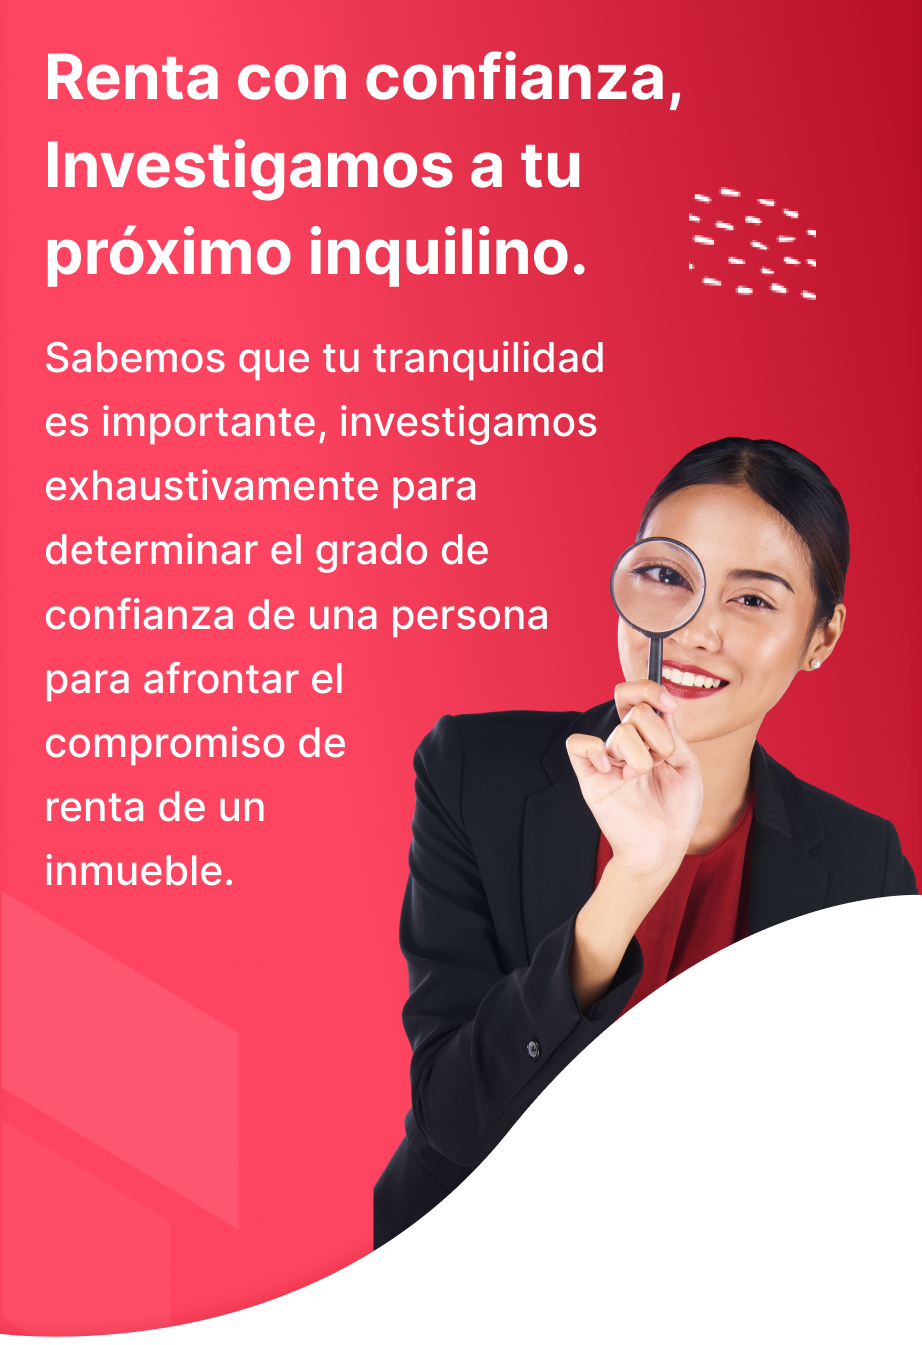 Renta con confianza,
Investigamos a tu
próximo inquilino.
Sabemos que tu tranquilidad
es importante, investigamos
exhaustivamente para
determinar el grado de
confianza de una persona
para afrontar el
compromiso de
renta de un
inmueble.